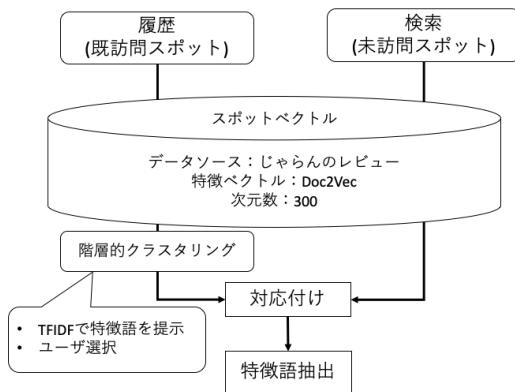 履歴
(既訪問スポット)
検索
(未訪問スポット)
スポットベクトル
データソース：じゃらんのレビュー
特徴ベクトル：Doc2Vec
次元数：300
階層的クラスタリング
• TFIDFで特徴語を提示
• ユーザ選択
対応付け
特徴語抽出